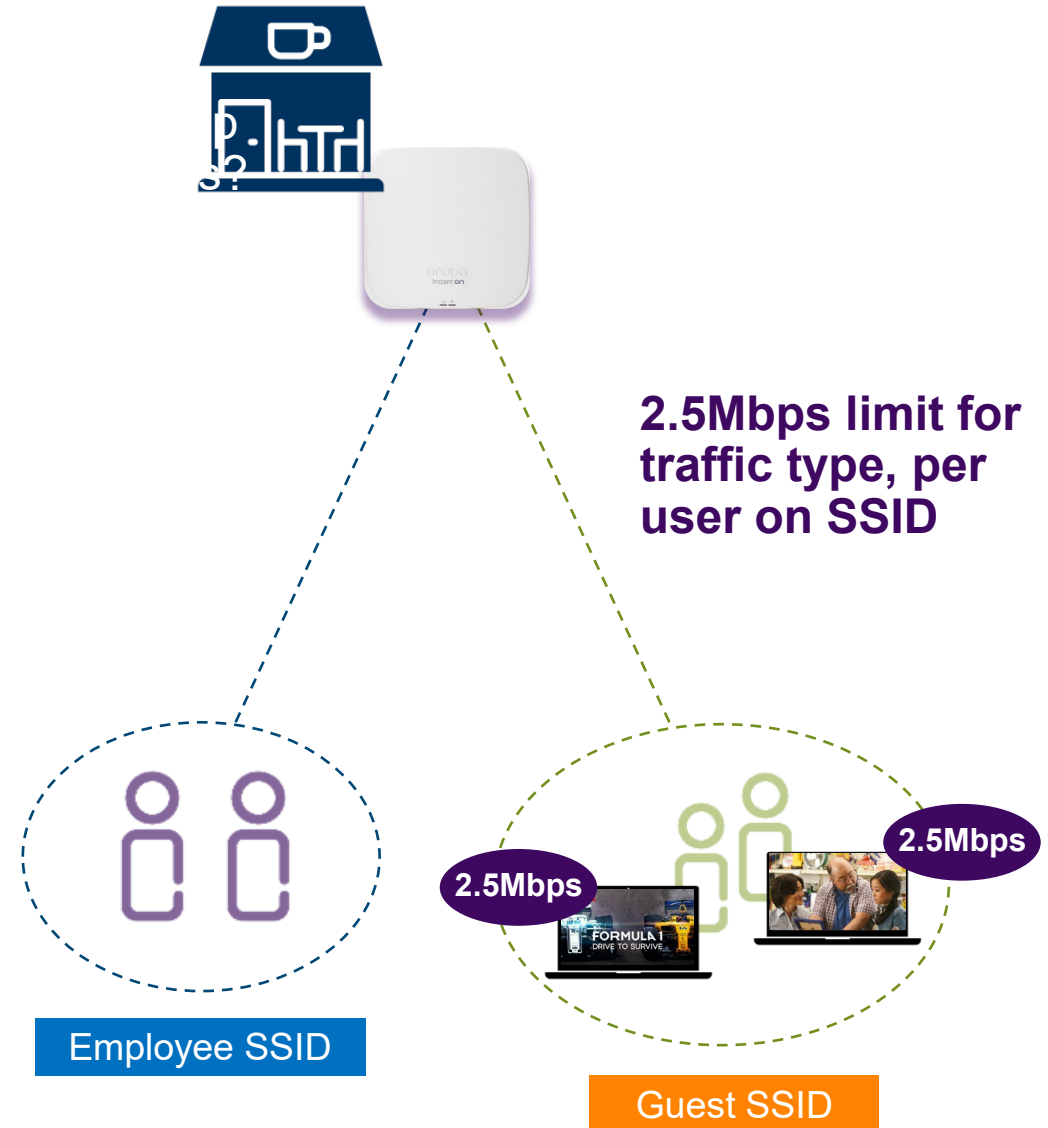 p
s?
aruba
instant on
2.5Mbps limit for
traffic type, per
user on SSID
2.5Mbps
2.5Mbps
FORMULA 1
DRIVE TO SURVIVE
Employee SSID
Guest SSID